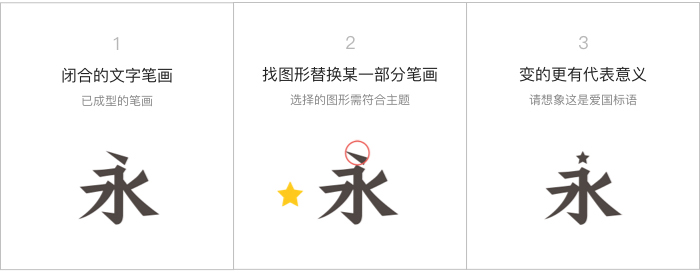 1
闭合的文字笔画
已成型的笔画
永
2
找图形替换某一部分笔画
选择的图形需符合主题
永
3
变的更有代表意义
请想象这是爱国标语
永